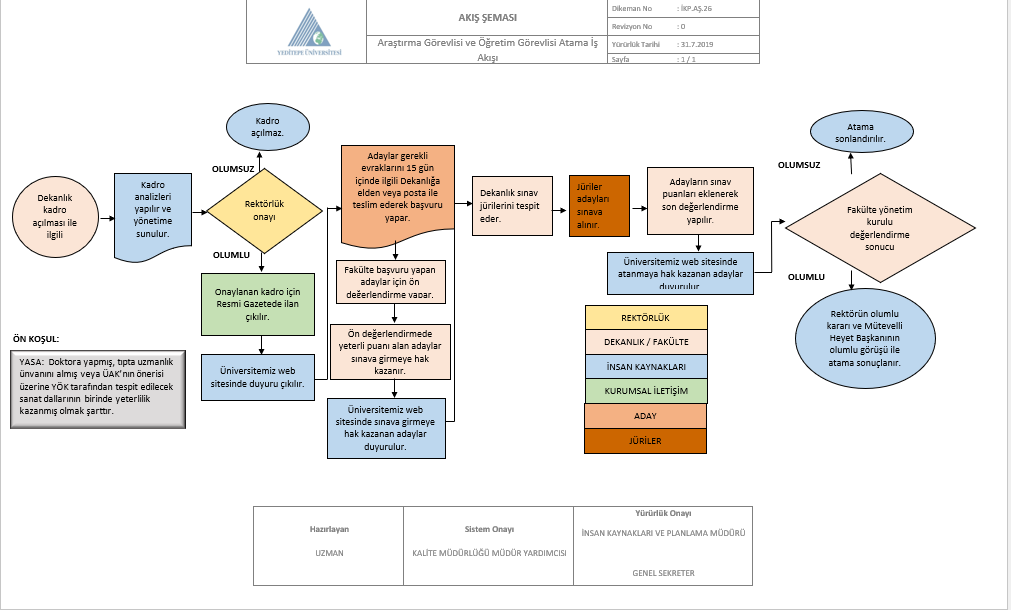 YEDİTEPE ÜNİVERSİTESİ
AKIŞ ŞEMASI
Araştırma Görevlisi ve Öğretim Görevlisi Atama İş
Akışı
Dikeman No : İKP.AŞ.26
Revizyon No : 0
Yürürlük Tarihi : 31.7.2019
Sayfa : 1 / 1
Dekanlık
kadro
açılması ile
ilgili
Kadro
analizleri
yapılır ve
yönetime
sunulur.
Kadro
açılmaz.
OLUMSUZ
Rektörlük
onayı
OLUMLU
Onaylanan kadro için
Resmi Gazetede ilan
çıkılır.
Üniversitemiz web
sitesinde duyuru çıkılır.
Adaylar gerekli
evraklarını 15 gün
içinde ilgili Dekanlığa
elden veya posta ile
teslim ederek başvuru
yapar.
Fakülte başvuru yapan
adaylar için ön
değerlendirme yapar.
Ön değerlendirmede
yeterli puanı alan adaylar
sınava girmeye hak
kazanır.
Üniversitemiz web
sitesinde sınava girmeye
hak kazanan adaylar
duyurulur.
Dekanlık sınav
jürilerini tespit
eder.
Jüriler
adayları
sınava
alınır.
Adayların sınav
puanları eklenerek
son değerlendirme
yapılır.
Üniversitemiz web sitesinde
atanmaya hak kazanan adaylar
duyurulur
Atama
sonlandırılır.
OLUMSUZ
Fakülte yönetim
kurulu
değerlendirme
sonucu
OLUMLU
Rektörün olumlu
kararı ve Mütevelli
Heyet Başkanının
olumlu görüşü ile
atama sonuçlanır.
ÖN KOŞUL:
YASA: Doktora yapmış, tıpta uzmanlık
ünvanını almış veya ÜAK'nın önerisi
üzerine YÖK tarafından tespit edilecek
sanat dallarının birinde yeterlilik
kazanmış olmak şarttır.
REKTÖRLÜK
DEKANLIK / FAKÜLTE
İNSAN KAYNAKLARI
KURUMSAL İLETİŞİM
ADAY
JÜRİLER
Hazırlayan
UZMAN
Sistem Onayı
KALİTE MÜDÜRLÜĞÜ MÜDÜR YARDIMCISI
Yürürlük Onayı
İNSAN KAYNAKLARI VE PLANLAMA MÜDÜRÜ
GENEL SEKRETER